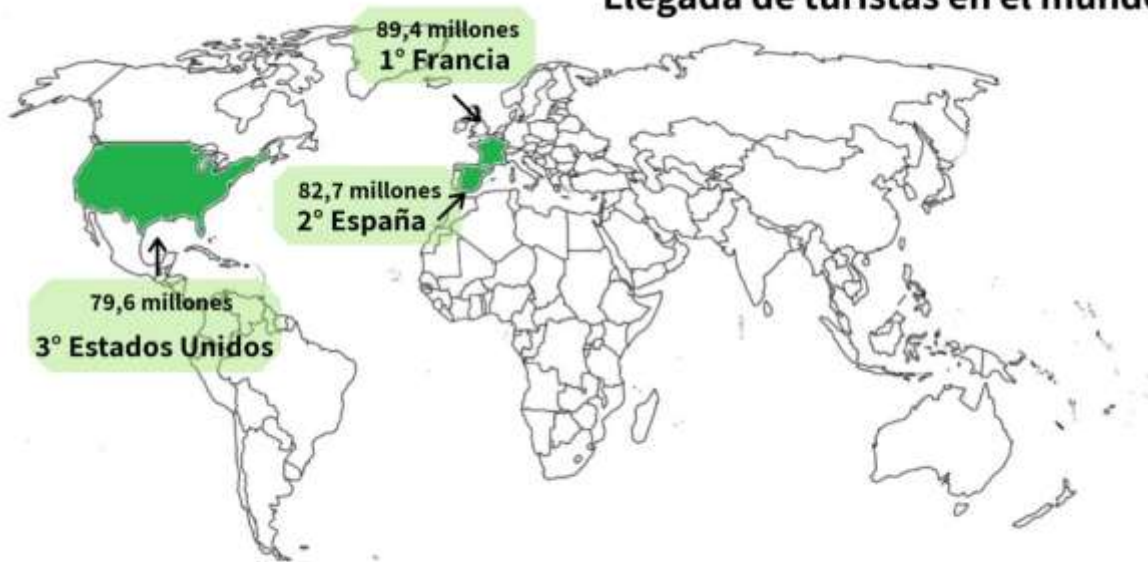 Llegada de turistas en el mundo
89,4 millones
1° Francia
82,7 millones
2° España
79,6 millones
3° Estados Unidos